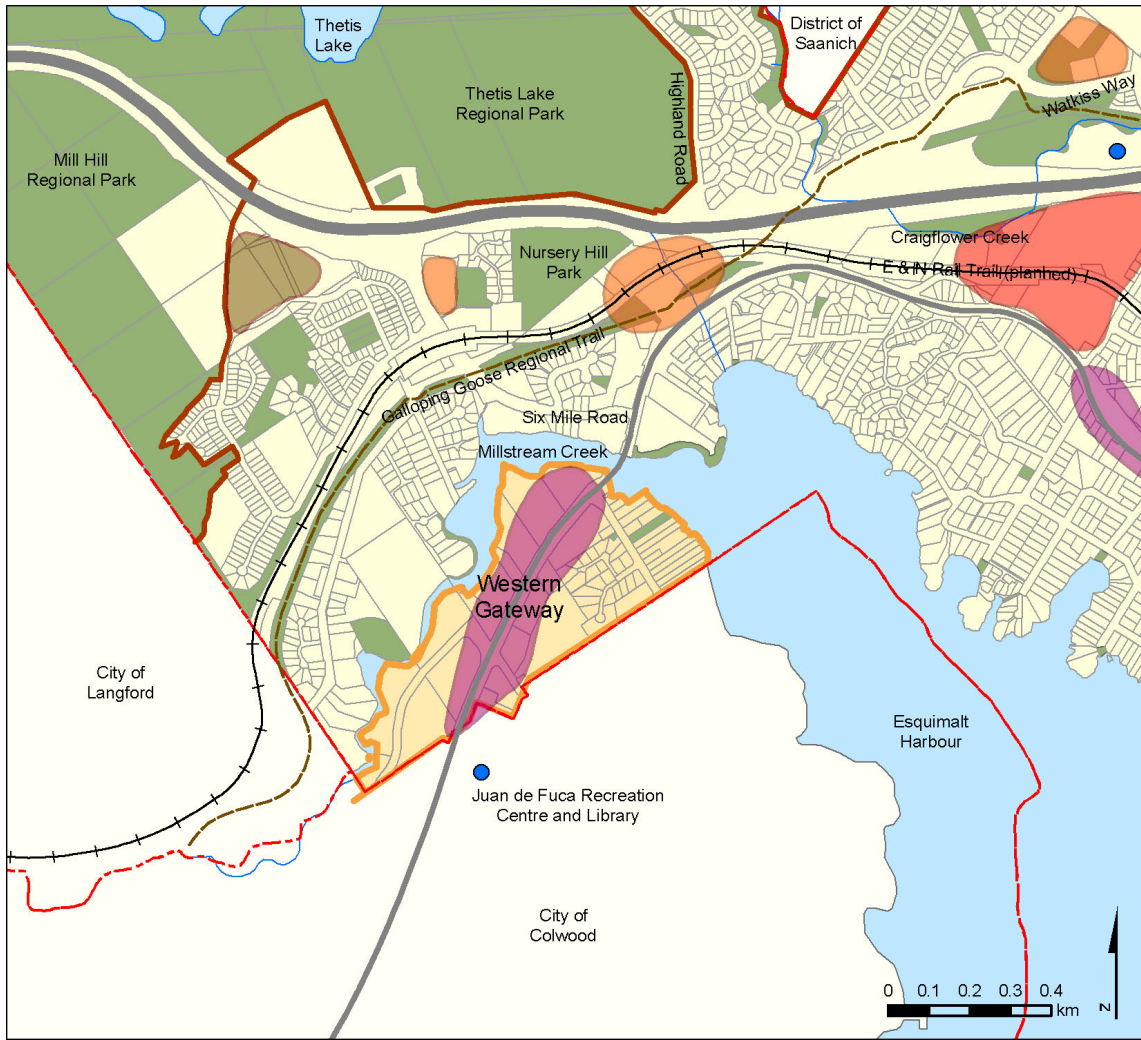 Thetis
Lake
District of
Saanich
Highland Road
Watkiss Way
Thetis Lake
Regional Park
Mill Hill
Regional Park
Craigflower Creek
Nursery Hill
Park
E & N Rail Trail (planned)
Galloping Goose Regional Trail
Six Mile Road
Millstream Creek
Western
Gateway
City of
Langford
Esquimalt
Harbour
Juan de Fuca Recreation
Centre and Library
City of
Colwood
0 0.1 0.2 0.3 0.4
km
N